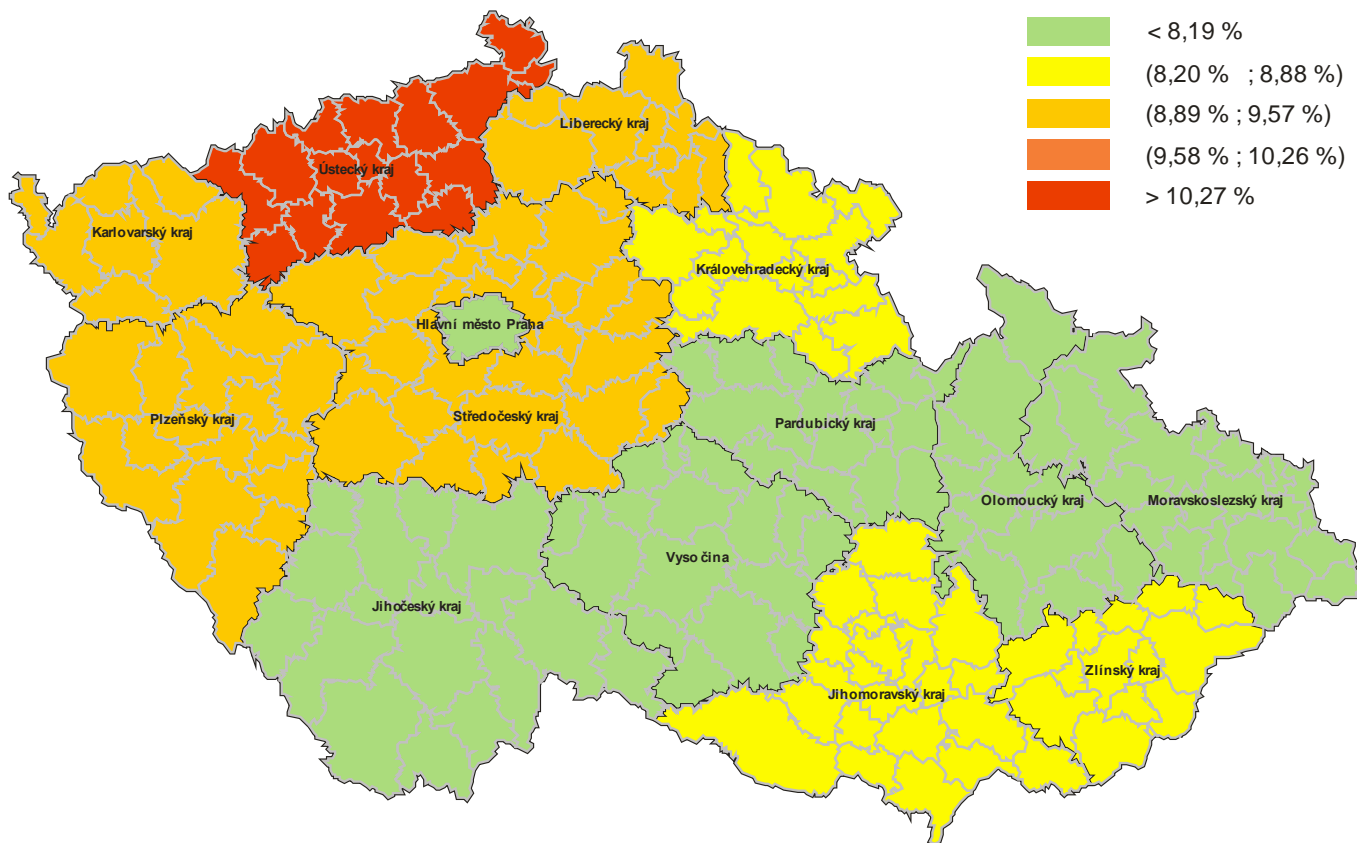 < 8,19 %
(8,20 % ; 8,88 %)
(8,89 % ; 9,57 %)
(9,58 % ; 10,26 %)
> 10,27 %
Liberecký kraj
Ústecký kraj
Karlovarský kraj
Královehradecký kraj
Hlavní město Praha
Plzeňský kraj
Středočeský kraj
Pardubický kraj
Olomoucký kraj
Moravskoslezský kraj
Vysočina
Jihočeský kraj
Zlínský kraj
Jihomoravský kraj